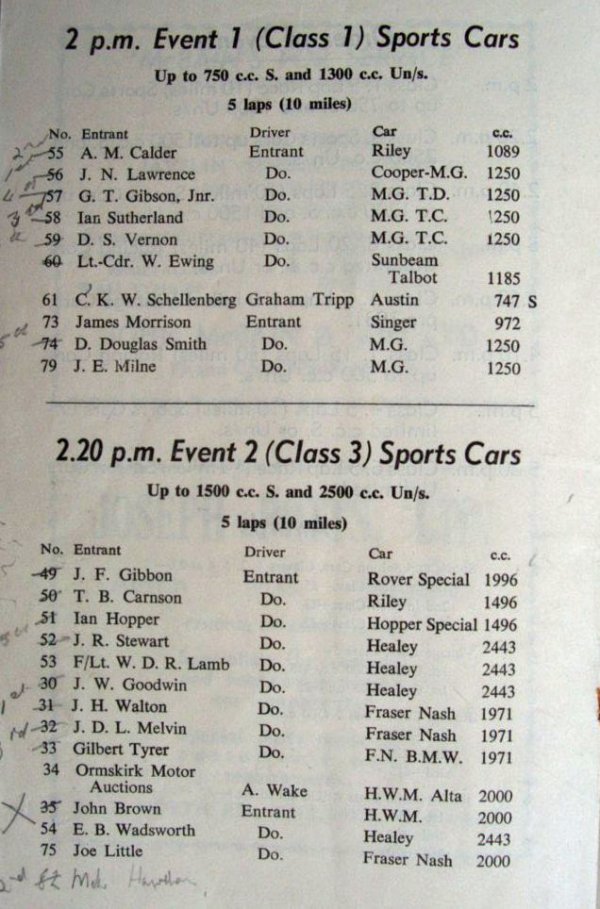 2 p.m. Event 1 (Class 1) Sports Cars
Up to 750 c.c. S. and 1300 c.c. Un/s.
5 laps (10 miles)
No. Entrant Driver Car c.c.
2nd 55 A. M. Calder Entrant Riley 1089
1st 56 J. N. Lawrence Do. Cooper-M.G. 1250
4th 57 G. T. Gibson, Jnr. Do. M.G. T.D. 1250
3rd 58 Ian Sutherland Do. M.G. T.C. 1250
59 D. S. Vernon Do. M.G. T.C. 1250
60 Lt.-Cdr. W. Ewing Do. Sunbeam
Talbot 1185
61 C. K. W. Schellenberg Graham Tripp Austin 747 S
73 James Morrison Entrant Singer 972
74 D. Douglas Smith Do. M.G. 1250
79 J. E. Milne Do. M.G. 1250
2.20 p.m. Event 2 (Class 3) Sports Cars
Up to 1500 c.c. S. and 2500 c.c. Un/s.
5 laps (10 miles)
No. Entrant Driver Car c.c.
49 J. F. Gibbon Entrant Rover Special 1996
50 T. B. Carnson Do. Riley 1496
51 Ian Hopper Do. Hopper Special 1496
52 J. R. Stewart Do. Healey 2443
53 F/Lt. W. D. R. Lamb Do. Healey 2443
30 J. W. Goodwin Do. Healey 2443
31 J. H. Walton Do. Fraser Nash 1971
32 J. D. L. Melvin Do. Fraser Nash 1971
33 Gilbert Tyrer Do. F.N. B.M.W. 1971
34 Ormskirk Motor
Auctions A. Wake H.W.M. Alta 2000
X 35 John Brown Entrant H.W.M. 2000
54 E. B. Wadsworth Do. Healey 2443
75 Joe Little Do. Fraser Nash 2000